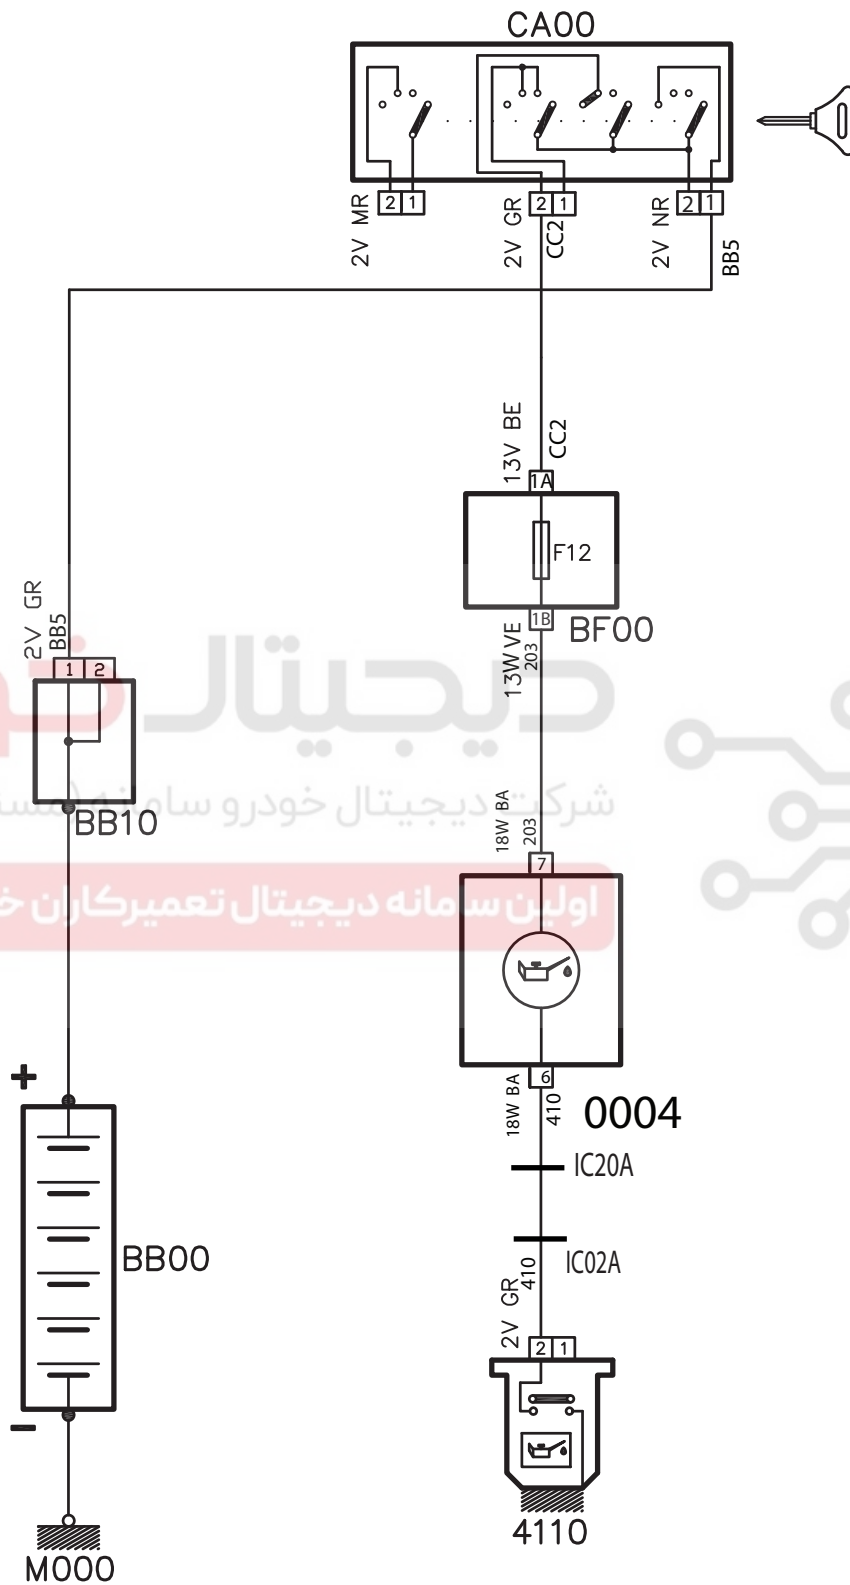 CA00
2 1
2 1
2 1
2V MR
2V GR
CC2
2V NR
BB5
13V BE
CC2
1A
F12
1B
BF00
13W VE
203
2V GR
BB5
1 2
دیجیتال خو
شرکت دیجیتال خودرو سامانه
BB10
18W BA
203
7
اولین سامانه دیجیتال تعمیرکاران
+
6
18W BA
410
0004
IC20A
BB00
IC02A
410
2V GR
2 1
–
4110
M000